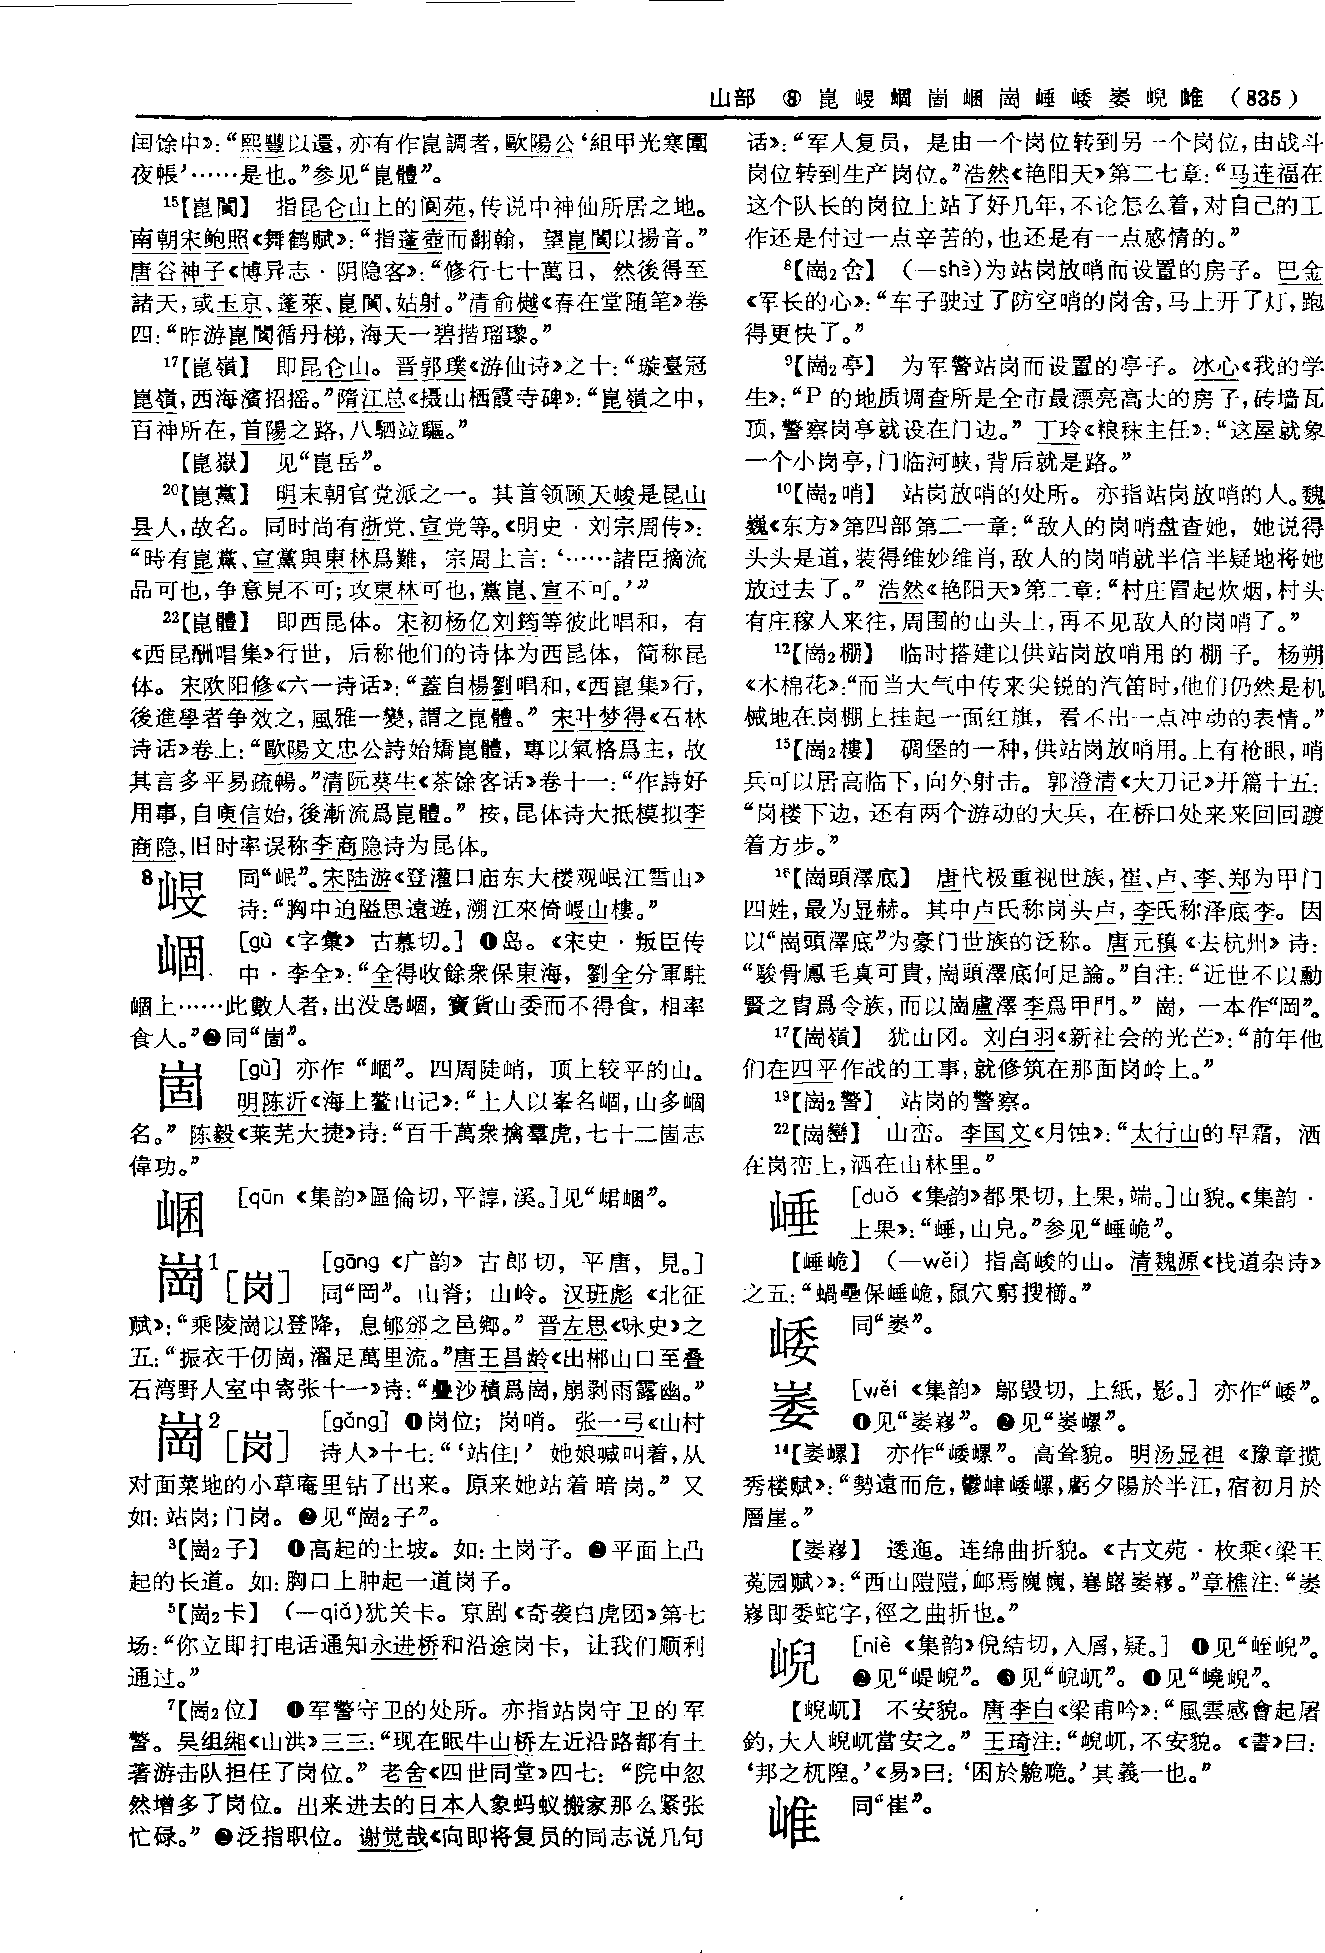 山部 ⑧ 崑 崏 崓 崮 崓 崗 崜 崣 崣 崥 崔 （835）
闰馀中》：“熙豐以還，亦有作崑調者，歐陽公‘組甲光寒圍
夜帳’……是也。”参见“崑體”。
15【崑閬】 指昆仑山上的阆苑，传说中神仙所居之地。
南朝宋鲍照《舞鹤赋》：“指蓬壺而翻翰，望崑閬以揚音。”
唐谷神子《博异志·阴隐客》：“修行七十萬日，然後得至
諸天，或玉京、蓬萊、崑閬、姑射。”清俞樾《春在堂随笔》卷
四：“昨游崑閬循丹梯，海天一碧揩瑠瓈。”
17【崑嶺】 即昆仑山。晋郭璞《游仙诗》之十：“璇臺冠
崑嶺，西海濱招摇。”隋江总《摄山栖霞寺碑》：“崑嶺之中，
百神所在，首陽之路，八駟竝驅。”
【崑嶽】 见“崑岳”。
20【崑黨】 明末朝官党派之一。其首领顾天峻是昆山
县人，故名。同时尚有浙党、宣党等。《明史·刘宗周传》：
“時有崑黨、宣黨與東林爲難，宗周上言：‘……諸臣摘流
品可也，争意見不可；攻東林可也，黨崑、宣不可。’”
22【崑體】 即西昆体。宋初杨亿刘筠等彼此唱和，有
《西昆酬唱集》行世，后称他们的诗体为西昆体，简称昆
体。宋欧阳修《六一诗话》：“蓋自楊劉唱和，《西崑集》行，
後進學者争效之，風雅一變，謂之崑體。”宋叶梦得《石林
诗话》卷上：“歐陽文忠公詩始矯崑體，專以氣格爲主，故
其言多平易疏暢。”清阮葵生《茶馀客话》卷十一：“作詩好
用事，自庾信始，後漸流爲崑體。”按，昆体诗大抵模拟李
商隐，旧时率误称李商隐诗为昆体。
8崏 同“岷”。宋陆游《登灌口庙东大楼观岷江雪山》
诗：“胸中迫隘思遠遊，溯江來倚崏山樓。”
崓 [gù 《字彙》 古慕切。] ❶岛。《宋史·叛臣传
中·李全》：“全得收餘衆保東海，劉全分軍駐
崓上……此數人者，出没島崓，寳貨山委而不得食，相率
食人。”❷同“崮”。
崮 [gù] 亦作“崓”。四周陡峭，顶上较平的山。
明陈沂《海上鳌山记》：“土人以峯名崓，山多崓
名。”陈毅《莱芜大捷》诗：“百千萬衆擒羣虎，七十二崮志
偉功。”
[qūn 《集韵》區倫切，平諄，溪。]见
崗1［岗］ [gāng 《广韵》 古郎切，平唐，見。]
同“岡”。山脊；山岭。汉班彪《北征
赋》：“乘陵崗以登降，息郇邠之邑鄉。”晋左思《咏史》之
五：“振衣千仞崗，濯足萬里流。”唐王昌龄《出郴山口至叠
石湾野人室中寄张十一》诗：“疊沙積爲崗，崩剥雨露幽。”
崗2［岗］ [gǎng] ❶岗位；岗哨。张一弓《山村
诗人》十七：“‘站住！’她娘喊叫着，从
对面菜地的小草庵里钻了出来。原来她站着暗岗。”又
如：站岗；门岗。❷见“崗2子”。
3【崗2子】 ❶高起的土坡。如：土岗子。❷平面上凸
起的长道。如：胸口上肿起一道岗子。
5【崗2卡】 （—qiǎ）犹关卡。京剧《奇袭白虎团》第七
场：“你立即打电话通知永进桥和沿途岗卡，让我们顺利
通过。”
7【崗2位】 ❶军警守卫的处所。亦指站岗守卫的军
警。吴组缃《山洪》三三：“现在眠牛山桥左近沿路都有土
著游击队担任了岗位。”老舍《四世同堂》四七：“院中忽
然增多了岗位。出来进去的日本人象蚂蚁搬家那么紧张
忙碌。”❷泛指职位。谢觉哉《向即将复员的同志说几句
话》：“军人复员，是由一个岗位转到另一个岗位，由战斗
岗位转到生产岗位。”浩然《艳阳天》第二七章：“马连福在
这个队长的岗位上站了好几年，不论怎么着，对自己的工
作还是付过一点辛苦的，也还是有一点感情的。”
8【崗2舍】 （—shè）为站岗放哨而设置的房子。巴金
《军长的心》：“车子驶过了防空哨的岗舍，马上开了灯，跑
得更快了。”
9【崗2亭】 为军警站岗而设置的亭子。冰心《我的学
生》：“P 的地质调查所是全市最漂亮高大的房子，砖墙瓦
顶，警察岗亭就设在门边。”丁玲《粮秣主任》：“这屋就象
一个小岗亭，门临河峡，背后就是路。”
10【崗2哨】 站岗放哨的处所。亦指站岗放哨的人。魏
巍《东方》第四部第二一章：“敌人的岗哨盘查她，她说得
头头是道，装得维妙维肖，敌人的岗哨就半信半疑地将她
放过去了。”浩然《艳阳天》第二章：“村庄冒起炊烟，村头
有庄稼人来往，周围的山头上，再不见敌人的岗哨了。”
12【崗2棚】 临时搭建以供站岗放哨用的棚子。杨朔
《木棉花》：“而当大气中传来尖锐的汽笛时，他们仍然是机
械地在岗棚上挂起一面红旗，看不出一点冲动的表情。”
15【崗2樓】 碉堡的一种，供站岗放哨用。上有枪眼，哨
兵可以居高临下，向外射击。郭澄清《大刀记》开篇十五：
“岗楼下边，还有两个游动的大兵，在桥口处来来回回踱
着方步。”
16【崗頭澤底】 唐代极重视世族，崔、卢、李、郑为甲门
四姓，最为显赫。其中卢氏称岗头卢，李氏称泽底李。因
以“崗頭澤底”为豪门世族的泛称。唐元稹《去杭州》诗：
“駿骨鳳毛真可貴，崗頭澤底何足論。”自注：“近世不以勳
賢之胄爲令族，而以崗盧澤李爲甲門。”崗，一本作“岡”。
17【崗嶺】 犹山冈。刘白羽《新社会的光芒》：“前年他
们在四平作战的工事，就修筑在那面岗岭上。”
19【崗2警】 站岗的警察。
22【崗巒】 山峦。李国文《月蚀》：“太行山的早霜，洒
在岗峦上，洒在山林里。”
崜 [duǒ 《集韵》都果切，上果，端。]山貌。《集韵·
上果》：“崜，山皃。”参见“崜峗”。
【崜峗】 （—wěi）指高峻的山。清魏源《栈道杂诗》
之五：“蝸壘保崜峗，鼠穴窮搜櫛。”
同
[wěi 《集韵》 鄔毁切，上紙，影。] 亦作
❶见 ❷见
14 高耸貌。明汤显祖《豫章揽
秀楼赋》：“勢遠而危，鬱嵂 虧夕陽於半江，宿初月於
層崖。”
逶迤。连绵曲折貌。《古文苑·枚乘〈梁王
菟园赋〉》：“西山隑隑，卹焉嵬嵬， 章樵注：
即委蛇字，徑之曲折也。”
崥 [niè 《集韵》倪結切，入屑，疑。] ❶见
❷见 ❸见 ❹见
不安貌。唐李白《梁甫吟》：“風雲感會起屠
釣，大人㟴屼當安之。”王琦注：“㟴屼，不安貌。《書》曰：
‘邦之杌隉。’《易》曰：‘困於臲卼。’其義一也。”
同“崔”。